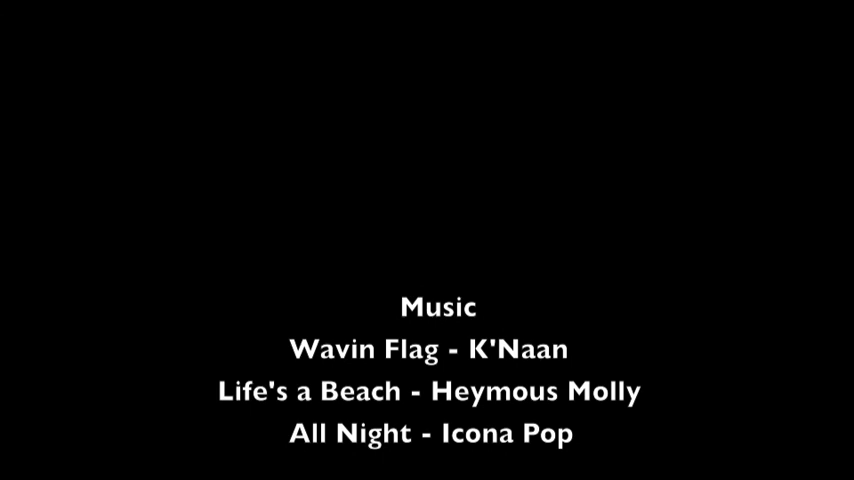 Music
Wavin Flag - K'Naan
Life's a Beach - Heymous Molly
All Night - Icona Pop